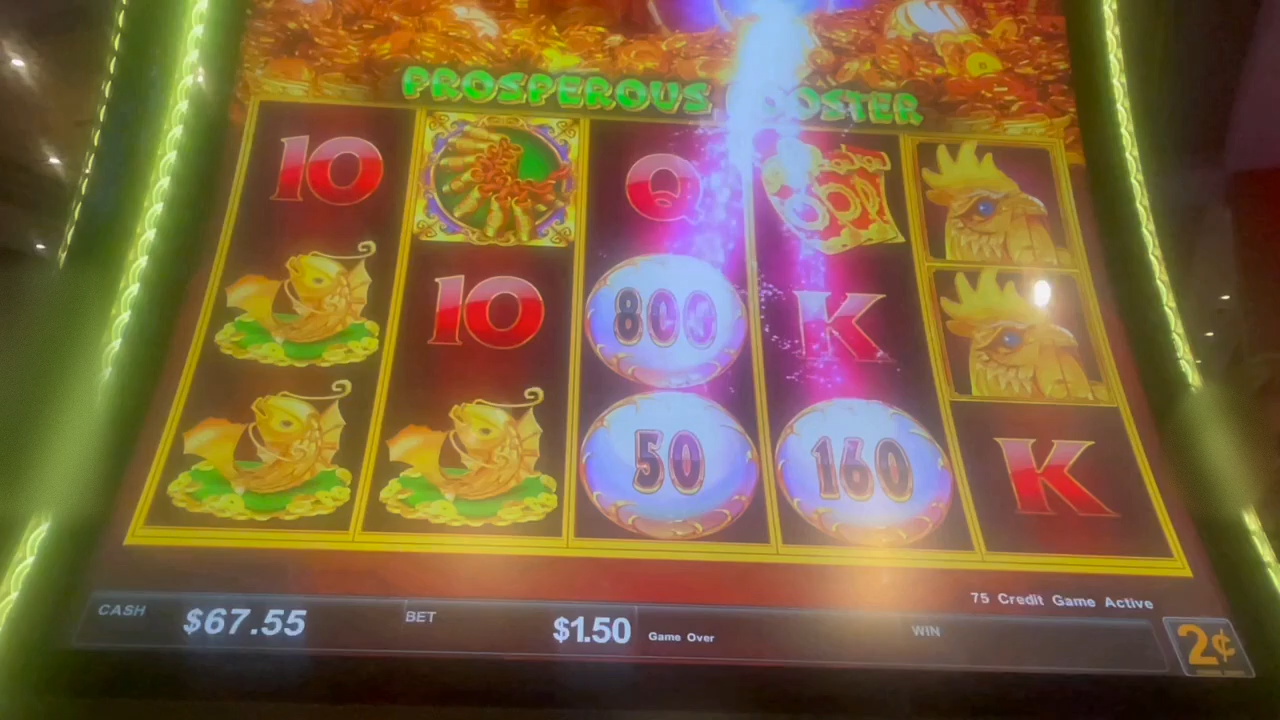 PROSPEROUS OOSTER
10 Q
10 800 K
50 160 K
75 Credit Game Active
CASH $67.55 BET $1.50 Game Over WIN 2¢